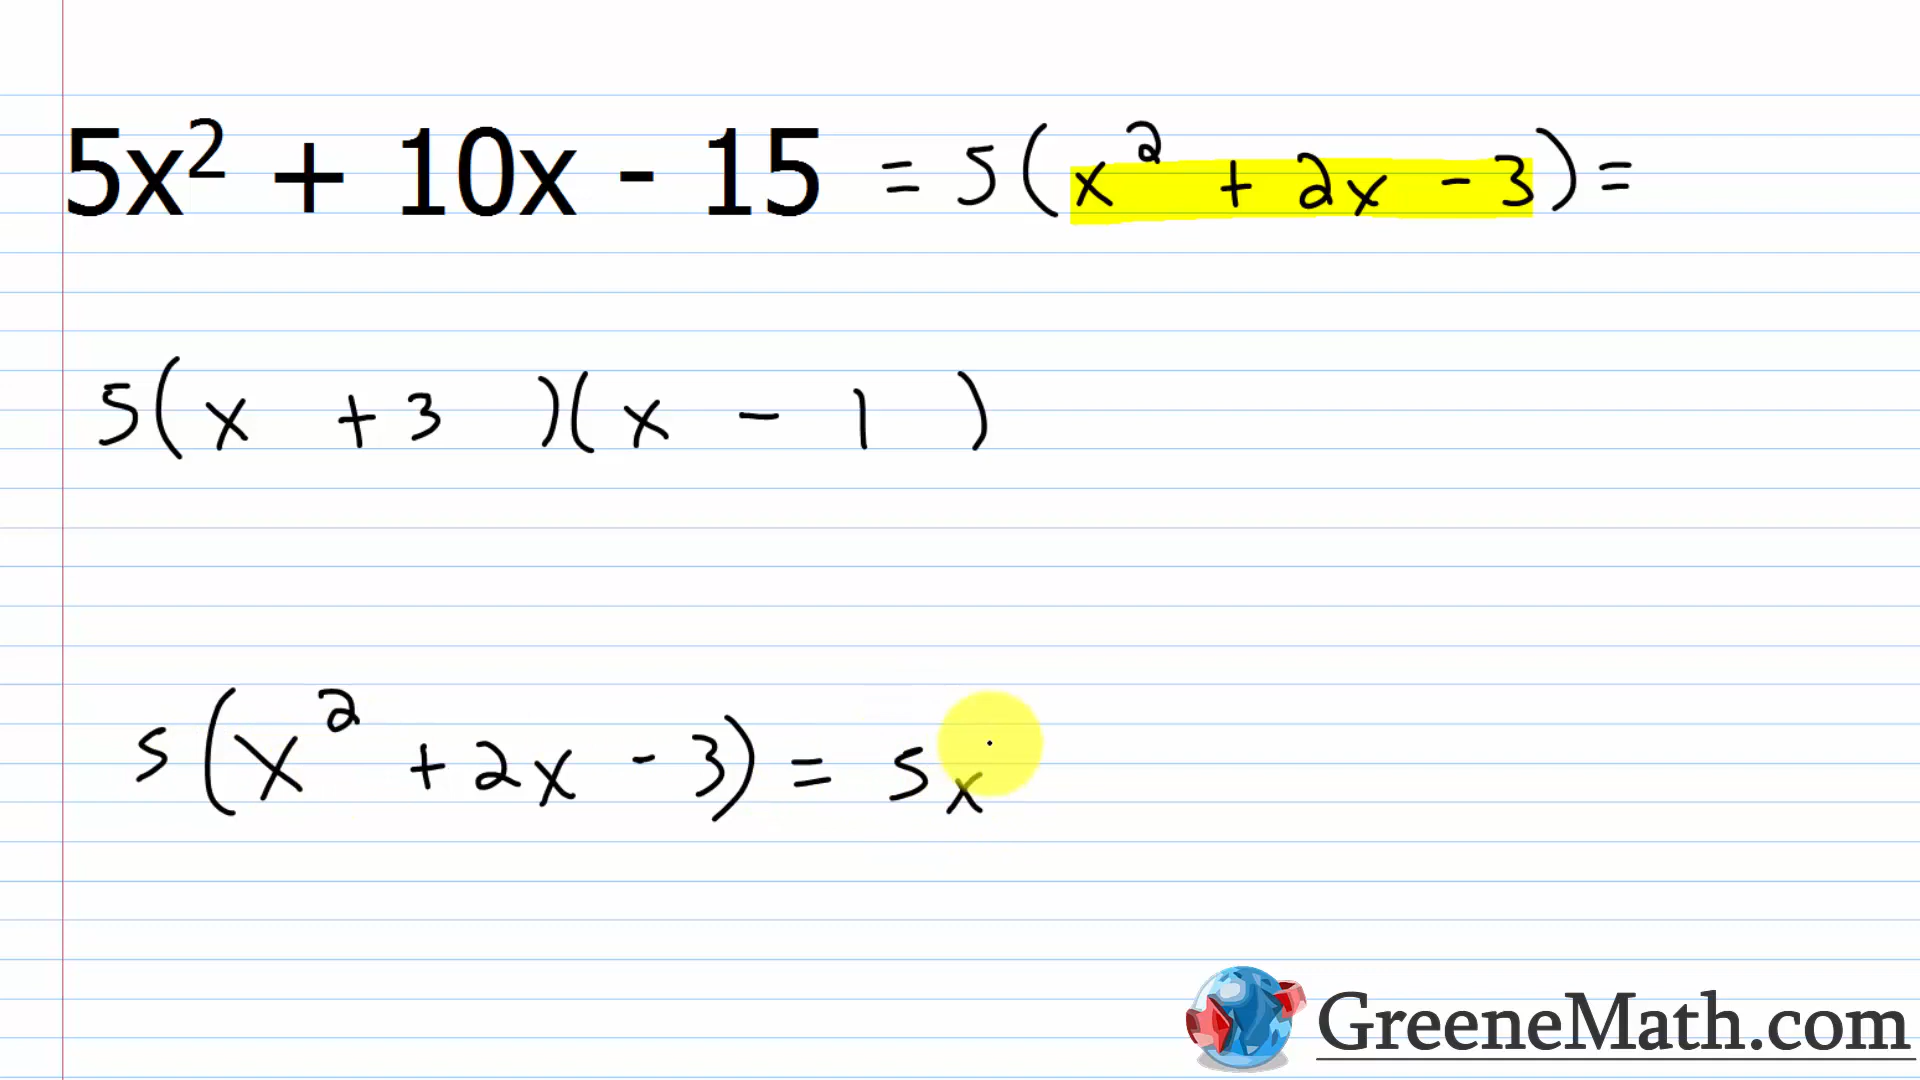 5x² + 10x - 15 = 5(x² + 2x - 3) =
5(x + 3)(x - 1)
5(x² + 2x - 3) = 5x
GreeneMath.com